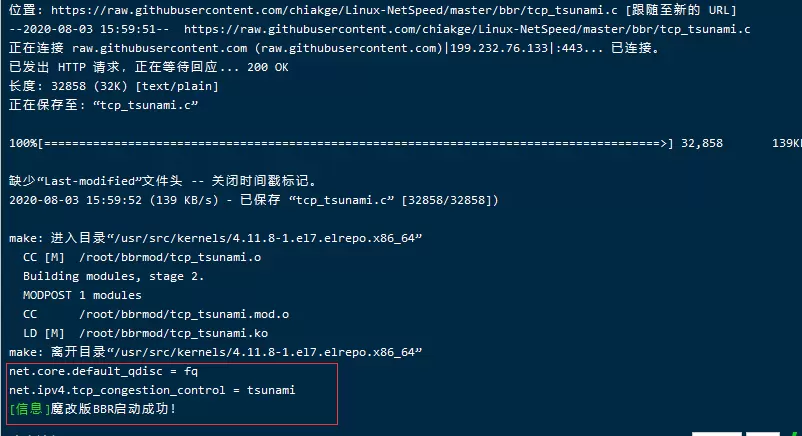 位置：https://raw.githubusercontent.com/chiakge/Linux-NetSpeed/master/bbr/tcp_tsunami.c [跟随至新的 URL]
--2020-08-03 15:59:51--  https://raw.githubusercontent.com/chiakge/Linux-NetSpeed/master/bbr/tcp_tsunami.c
正在连接 raw.githubusercontent.com (raw.githubusercontent.com)|199.232.76.133|:443... 已连接。
已发出 HTTP 请求，正在等待回应... 200 OK
长度：32858 (32K) [text/plain]
正在保存至: “tcp_tsunami.c”
100%[=========================================================================================>] 32,858       139K
缺少“Last-modified”文件头 -- 关闭时间戳标记。
2020-08-03 15:59:52 (139 KB/s) - 已保存 “tcp_tsunami.c” [32858/32858])
make: 进入目录“/usr/src/kernels/4.11.8-1.el7.elrepo.x86_64”
  CC [M]  /root/bbrmod/tcp_tsunami.o
  Building modules, stage 2.
  MODPOST 1 modules
  CC      /root/bbrmod/tcp_tsunami.mod.o
  LD [M]  /root/bbrmod/tcp_tsunami.ko
make: 离开目录“/usr/src/kernels/4.11.8-1.el7.elrepo.x86_64”
net.core.default_qdisc = fq
net.ipv4.tcp_congestion_control = tsunami
[信息]魔改版BBR启动成功！